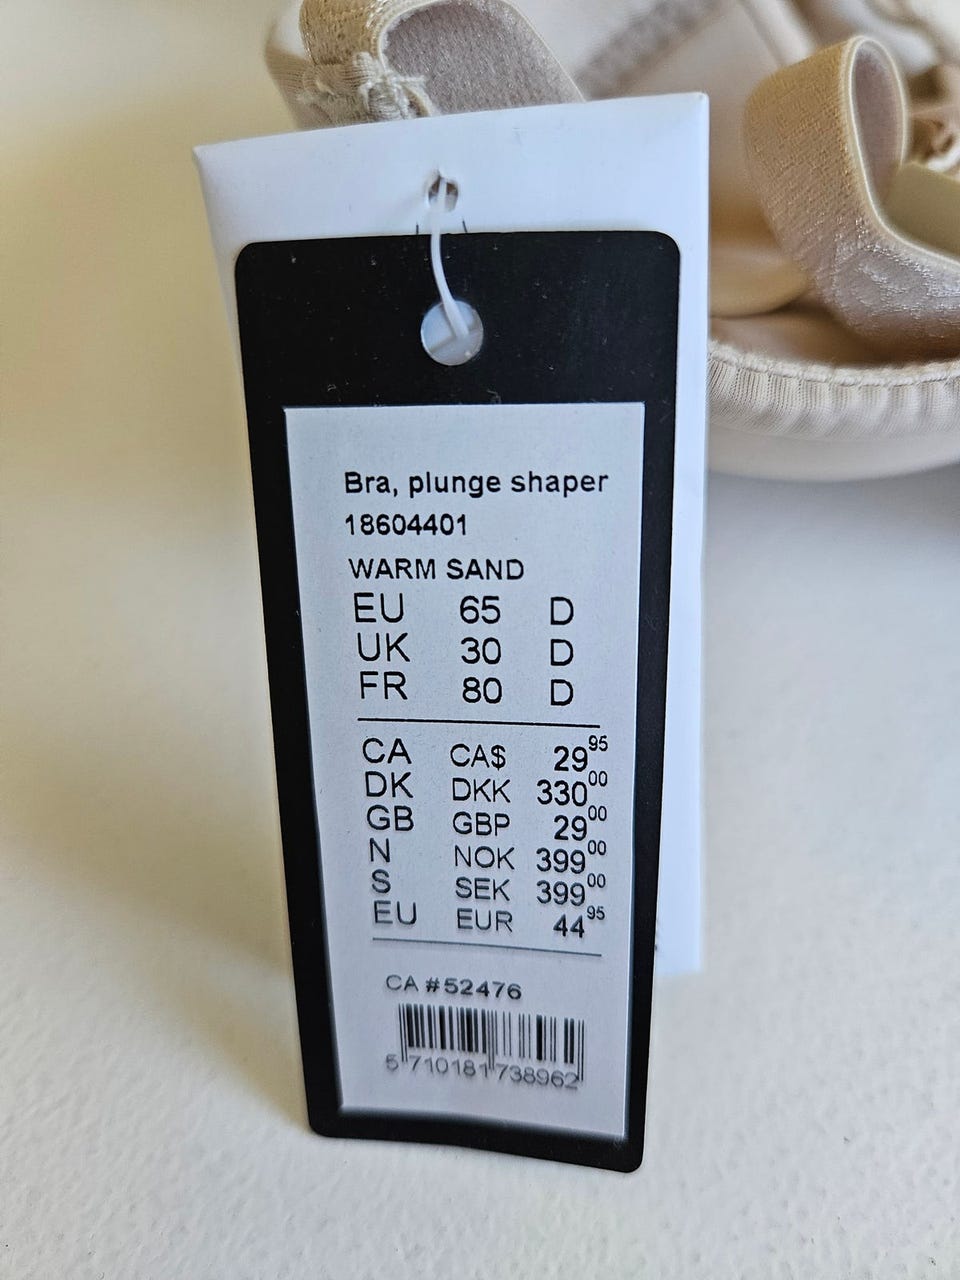 Bra, plunge shaper
18604401
WARM SAND
EU 65 D
UK 30 D
FR 80 D
CA CA$ 29 95
DK DKK 330 00
GB GBP 29 00
N NOK 399 00
S SEK 399 00
EU EUR 44 95
CA #52476
5 710181 738962